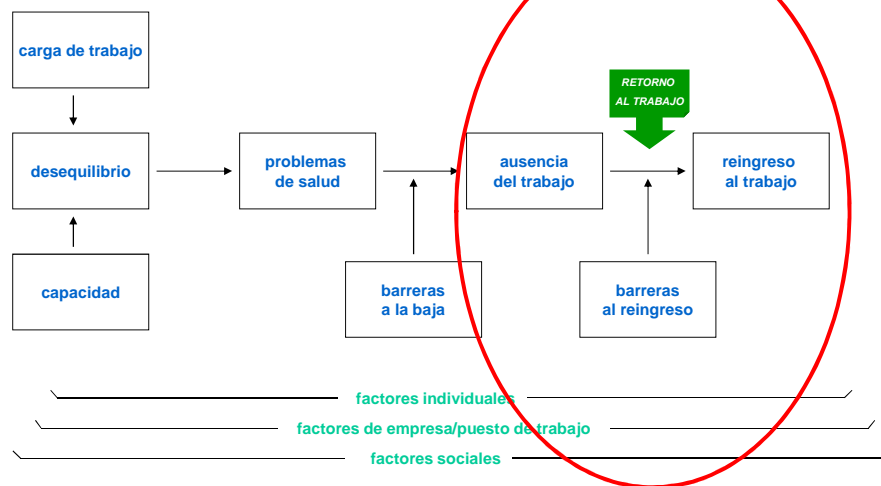 carga de trabajo
RETORNO
AL TRABAJO
desequilibrio
problemas
de salud
ausencia
del trabajo
reingreso
al trabajo
capacidad
barreras
a la baja
barreras
al reingreso
factores individuales
factores de empresa/puesto de trabajo
factores sociales